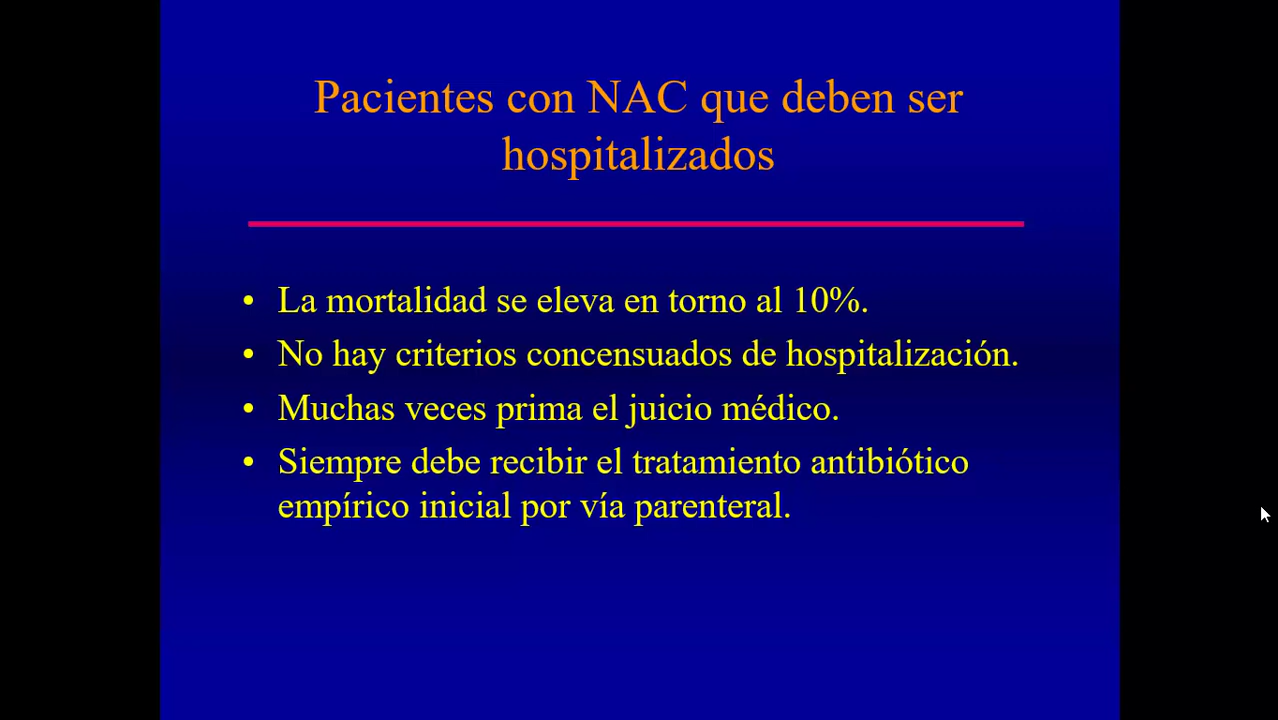 Pacientes con NAC que deben ser
hospitalizados
• La mortalidad se eleva en torno al 10%.
• No hay criterios concensuados de hospitalización.
• Muchas veces prima el juicio médico.
• Siempre debe recibir el tratamiento antibiótico
empírico inicial por vía parenteral.